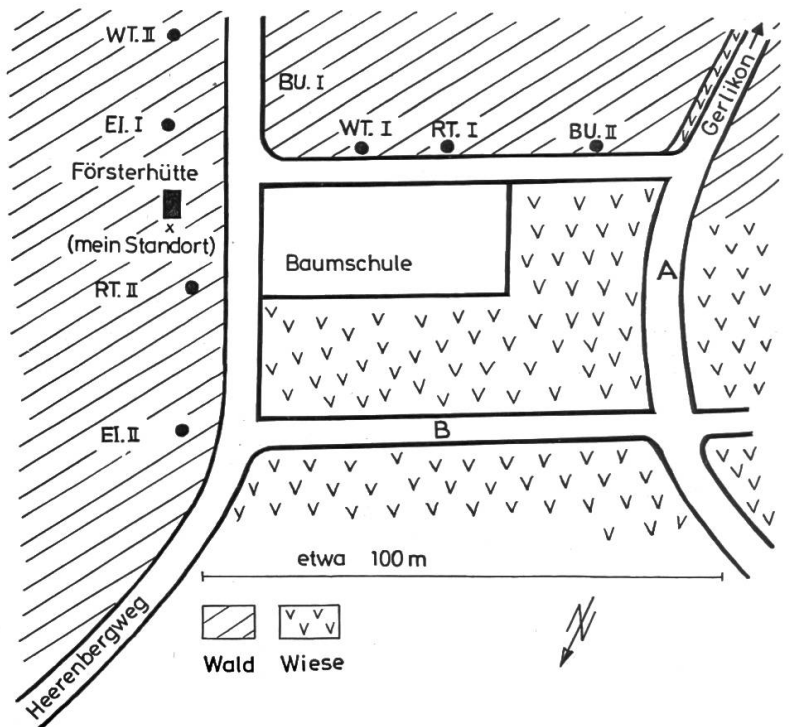 WT. II
BU. I
Gerlikon
EI. I
WT. I
RT. I
BU. II
Försterhütte
x
(mein Standort)
Baumschule
A
RT. II
EI. II
B
etwa 100 m
Heerenbergweg
Wald
Wiese
N